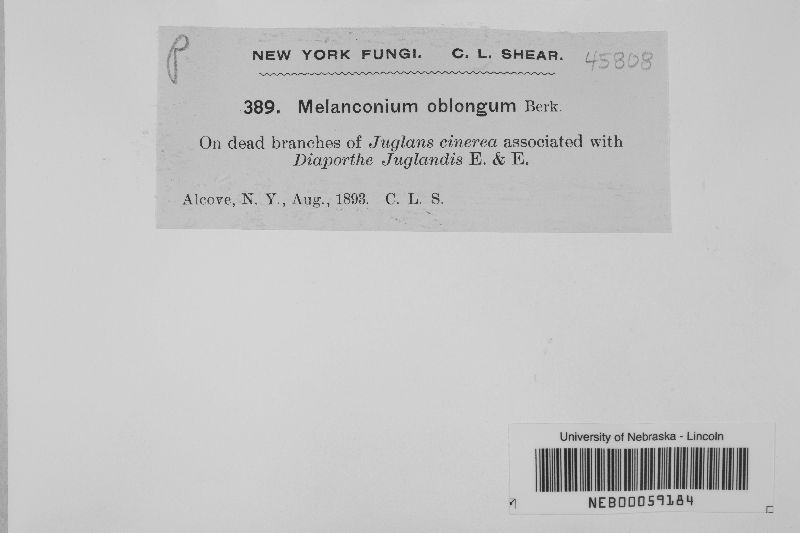 P
NEW YORK FUNGI. C. L. SHEAR. 45808
389. Melanconium oblongum Berk.
On dead branches of Juglans cinerea associated with
Diaporthe Juglandis E. & E.
Alcove, N. Y., Aug., 1893. C. L. S.
University of Nebraska - Lincoln
NEB00059184